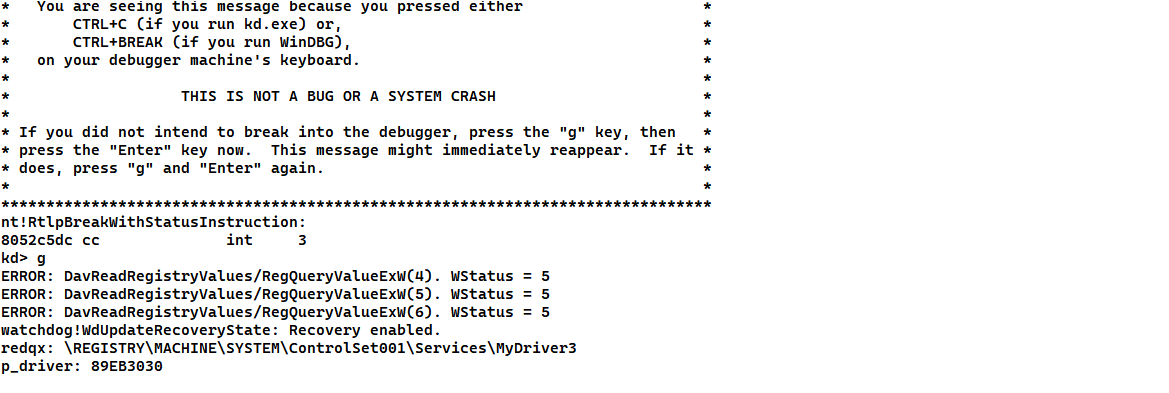 *   You are seeing this message because you pressed either                    *
*       CTRL+C (if you run kd.exe) or,                                        *
*       CTRL+BREAK (if you run WinDBG),                                       *
*   on your debugger machine's keyboard.                                      *
*                                                                             *
*                   THIS IS NOT A BUG OR A SYSTEM CRASH                       *
*                                                                             *
* If you did not intend to break into the debugger, press the "g" key, then   *
* press the "Enter" key now.  This message might immediately reappear.  If it *
* does, press "g" and "Enter" again.                                          *
*                                                                             *
*******************************************************************************
nt!RtlpBreakWithStatusInstruction:
8052c5dc cc              int     3
kd> g
ERROR: DavReadRegistryValues/RegQueryValueExW(4). WStatus = 5
ERROR: DavReadRegistryValues/RegQueryValueExW(5). WStatus = 5
ERROR: DavReadRegistryValues/RegQueryValueExW(6). WStatus = 5
watchdog!WdUpdateRecoveryState: Recovery enabled.
redqx: \REGISTRY\MACHINE\SYSTEM\ControlSet001\Services\MyDriver3
p_driver: 89EB3030